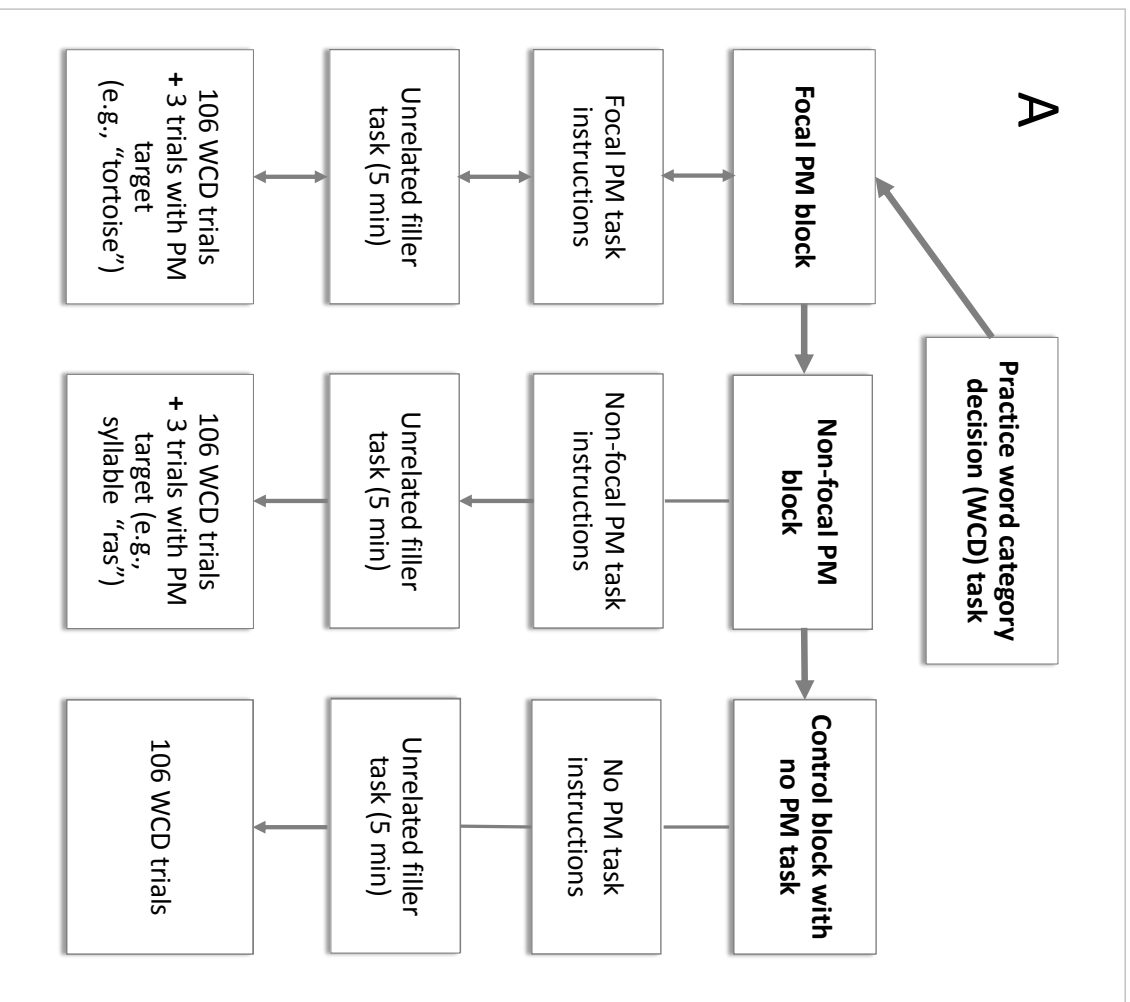 A
Practice word category
decision (WCD) task
Focal PM block
Non-focal PM
block
Control block with
no PM task
Focal PM task
instructions
Non-focal PM task
instructions
No PM task
instructions
Unrelated filler
task (5 min)
Unrelated filler
task (5 min)
Unrelated filler
task (5 min)
106 WCD trials
+ 3 trials with PM
target
(e.g., “tortoise”)
106 WCD trials
+ 3 trials with PM
target (e.g.,
syllable “ras”)
106 WCD trials